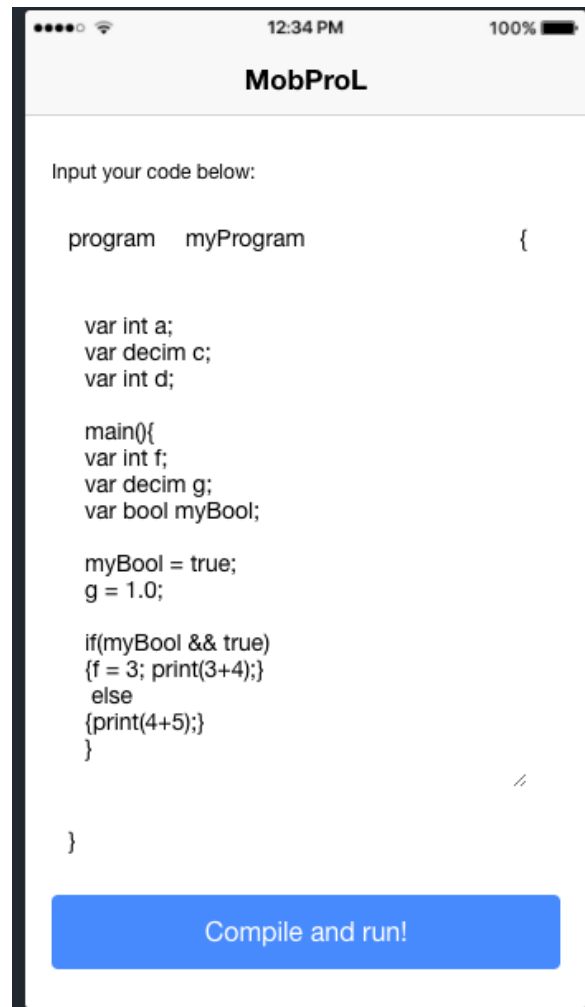 12:34 PM 100%
MobProL
Input your code below:
program myProgram {
var int a;
var decim c;
var int d;
main(){
var int f;
var decim g;
var bool myBool;
myBool = true;
g = 1.0;
if(myBool && true)
{f = 3; print(3+4);}
else
{print(4+5);}
}
}
Compile and run!